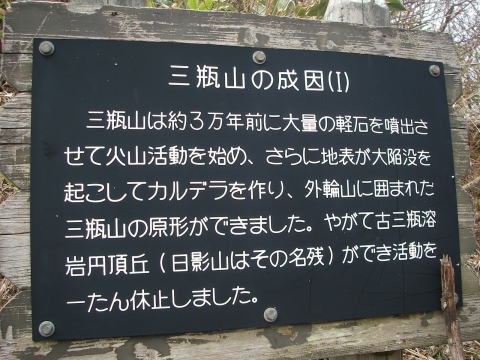 三瓶山の成因(I)
三瓶山は約3万年前に大量の軽石を噴出さ
せて火山活動を始め、さらに地表が大陥没を
起こしてカルデラを作り、外輪山に囲まれた
三瓶山の原形ができました。やがて古三瓶溶
岩円頂丘(日影山はその名残)ができ活動を
一たん休止しました。